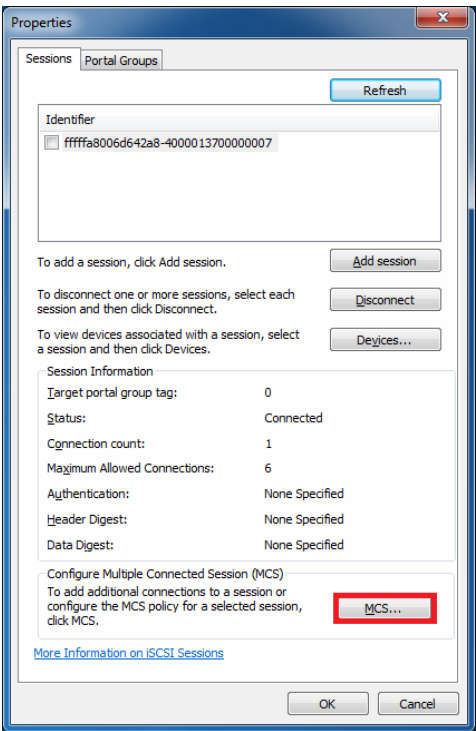 Properties
Sessions Portal Groups
Refresh
Identifier
fffffa8006d642a8-4000013700000007
To add a session, click Add session.
Add session
To disconnect one or more sessions, select each
session and then click Disconnect.
Disconnect
To view devices associated with a session, select
a session and then click Devices.
Devices...
Session Information
Target portal group tag: 0
Status: Connected
Connection count: 1
Maximum Allowed Connections: 6
Authentication: None Specified
Header Digest: None Specified
Data Digest: None Specified
Configure Multiple Connected Session (MCS)
To add additional connections to a session or
configure the MCS policy for a selected session,
click MCS.
MCS...
More Information on iSCSI Sessions
OK Cancel